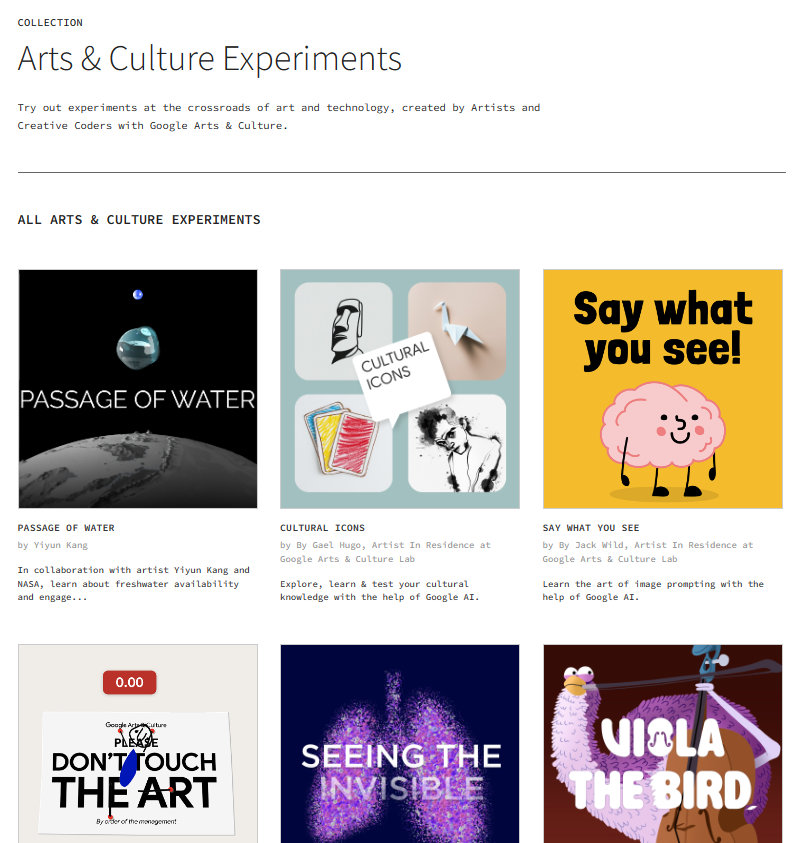 COLLECTION
Arts & Culture Experiments
Try out experiments at the crossroads of art and technology, created by Artists and
Creative Coders with Google Arts & Culture.
ALL ARTS & CULTURE EXPERIMENTS
PASSAGE OF WATER
CULTURAL
ICONS
Say what
you see!
PASSAGE OF WATER
by Yiyun Kang
In collaboration with artist Yiyun Kang and
NASA, learn about freshwater availability
and engage...
CULTURAL ICONS
by By Gael Hugo, Artist In Residence at
Google Arts & Culture Lab
Explore, learn & test your cultural
knowledge with the help of Google AI.
SAY WHAT YOU SEE
by By Jack Wild, Artist In Residence at
Google Arts & Culture Lab
Learn the art of image prompting with the
help of Google AI.
0.00
Google Arts & Culture
PLEASE
DON'T TOUCH
THE ART
By order of the management
SEEING THE
INVISIBLE
VIOLA
THE BIRD